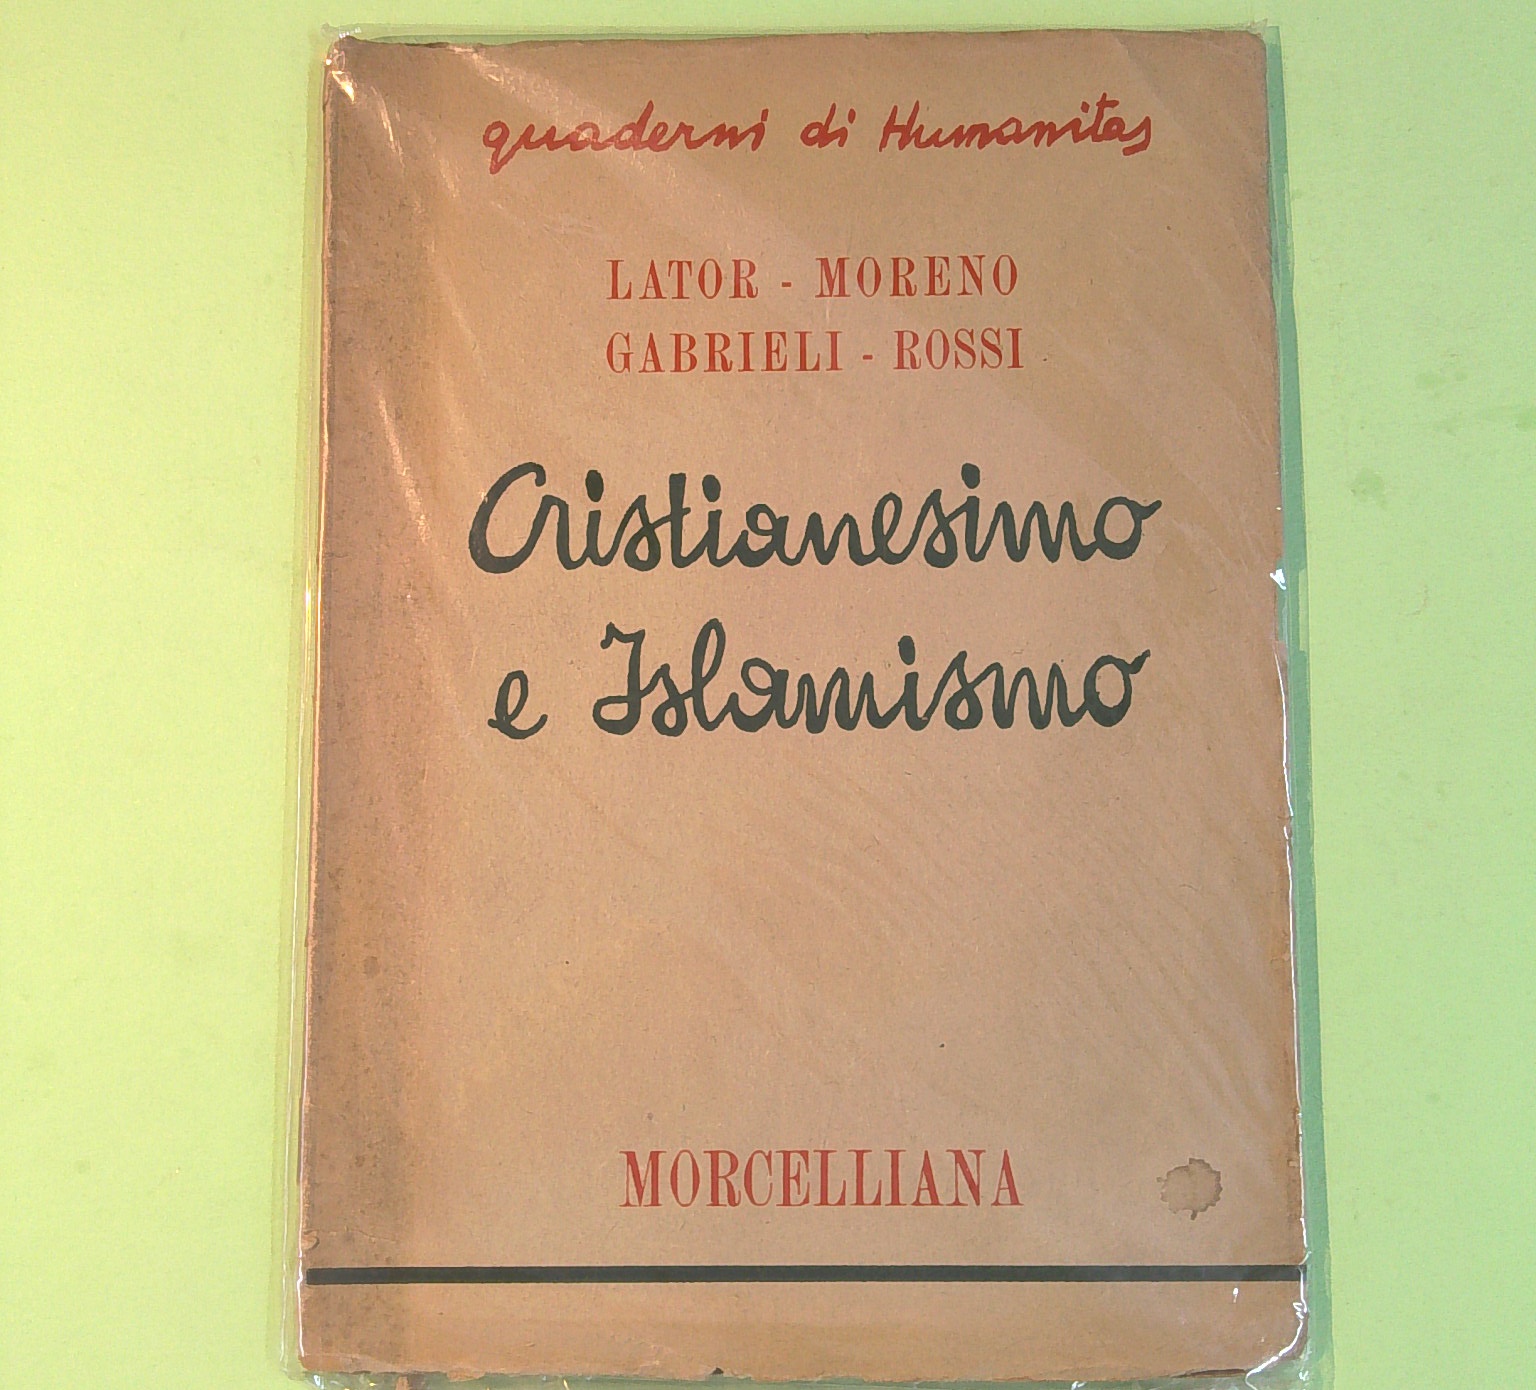 quaderni di Humanitas
LATOR - MORENO
GABRIELI - ROSSI
Cristianesimo
e Islamismo
MORCELLIANA